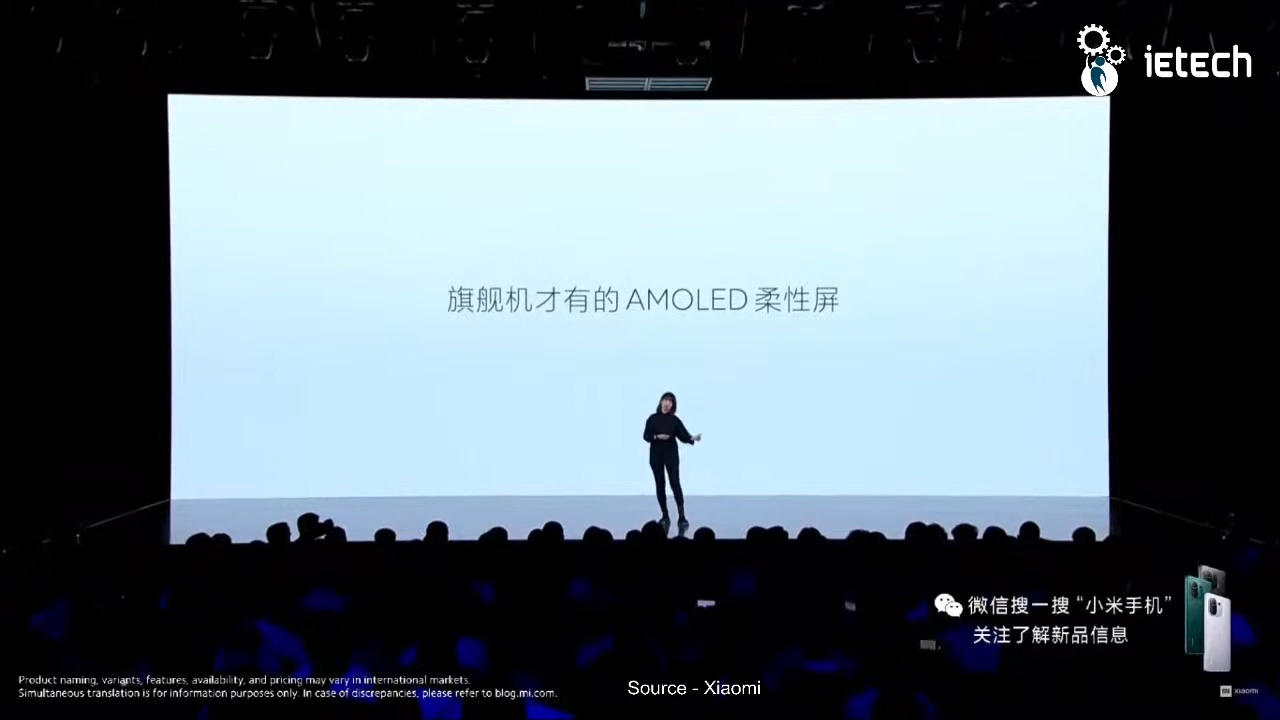 ietech
旗舰机才有的 AMOLED 柔性屏
微信搜一搜 “小米手机”
关注了解新品信息
Product naming, variants, features, availability, and pricing may vary in international markets.
Simultaneous translation is for information purposes only. In case of discrepancies, please refer to blog.mi.com.
Source - Xiaomi
mi xiaomi